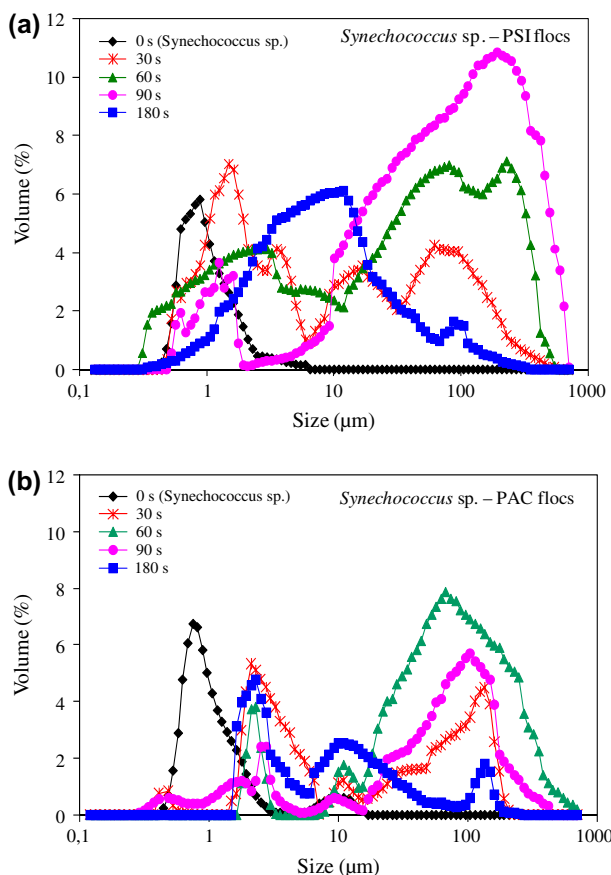 (a)
Synechococcus sp. – PSI flocs
0 s (Synechococcus sp.)
30 s
60 s
90 s
180 s
Volume (%)
12
10
8
6
4
2
0
0,1
1
10
100
1000
Size (µm)
(b)
Synechococcus sp. – PAC flocs
0 s (Synechococcus sp.)
30 s
60 s
90 s
180 s
Volume (%)
12
10
8
6
4
2
0
0,1
1
10
100
1000
Size (µm)